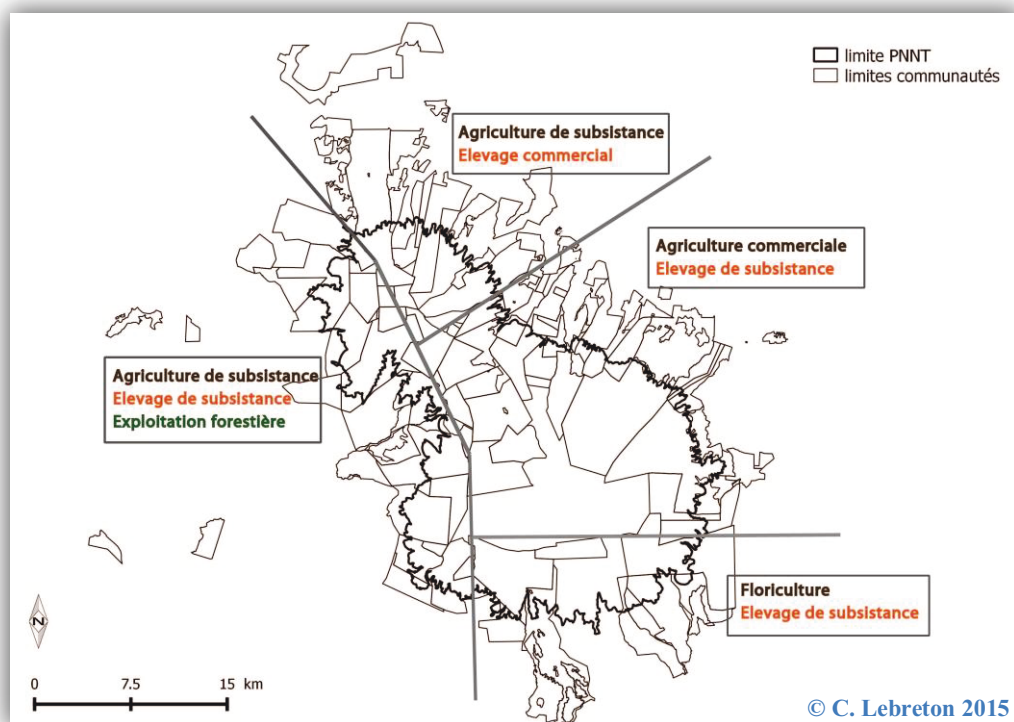 limite PNNT
limites communautés
Agriculture de subsistance
Elevage commercial
Agriculture commerciale
Elevage de subsistance
Agriculture de subsistance
Elevage de subsistance
Exploitation forestière
Floriculture
Elevage de subsistance
N
0 7.5 15 km
© C. Lebreton 2015